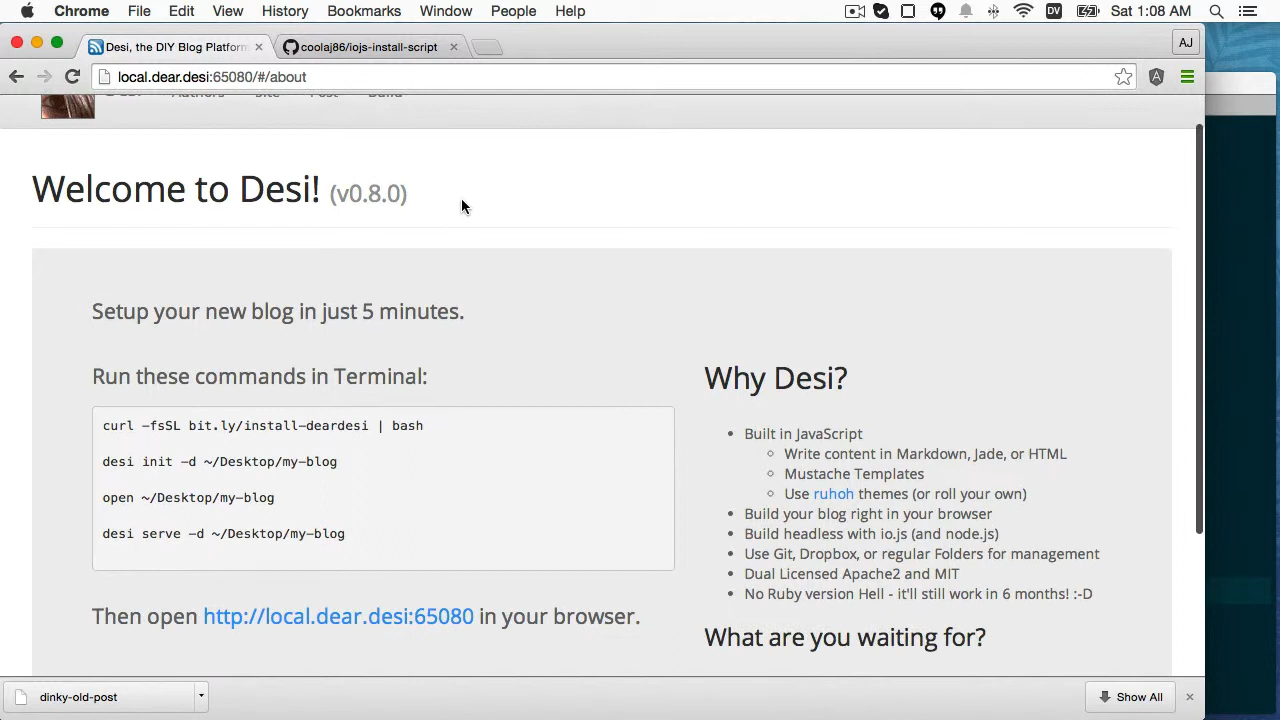 Chrome File Edit View History Bookmarks Window People Help DV Sat 1:08 AM
Desi, the DIY Blog Platform
coolaj86/iojs-install-script
AJ
local.dear.desi:65080/#/about
Authors Site Post Build
Welcome to Desi! (v0.8.0)
Setup your new blog in just 5 minutes.
Run these commands in Terminal:
curl -fsSL bit.ly/install-deardesi | bash
desi init -d ~/Desktop/my-blog
open ~/Desktop/my-blog
desi serve -d ~/Desktop/my-blog
Then open http://local.dear.desi:65080 in your browser.
Why Desi?
Built in JavaScript
Write content in Markdown, Jade, or HTML
Mustache Templates
Use ruhoh themes (or roll your own)
Build your blog right in your browser
Build headless with io.js (and node.js)
Use Git, Dropbox, or regular Folders for management
Dual Licensed Apache2 and MIT
No Ruby version Hell - it'll still work in 6 months! :-D
What are you waiting for?
dinky-old-post
Show All